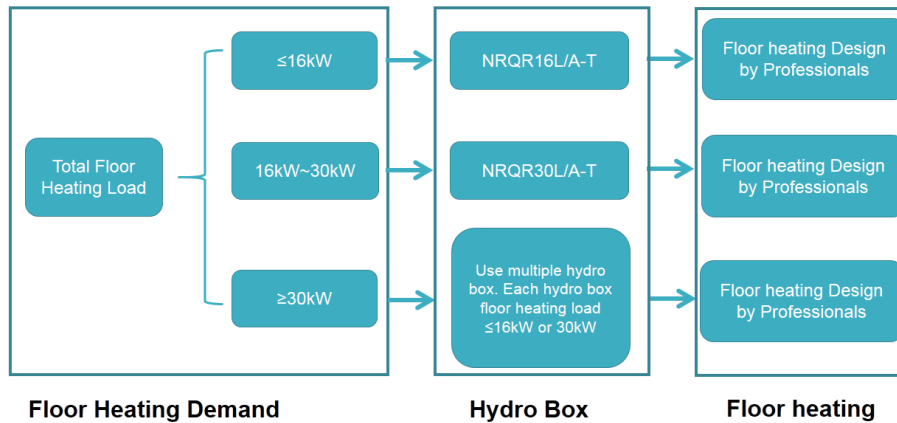 Total Floor
Heating Load
≤16kW
16kW~30kW
≥30kW
NRQR16L/A-T
NRQR30L/A-T
Use multiple hydro
box. Each hydro box
floor heating load
≤16kW or 30kW
Floor heating Design
by Professionals
Floor heating Design
by Professionals
Floor heating Design
by Professionals
Floor Heating Demand
Hydro Box
Floor heating